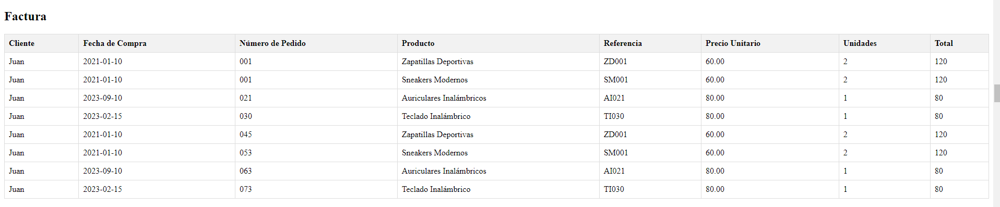 Factura
Cliente Fecha de Compra Número de Pedido Producto Referencia Precio Unitario Unidades Total
Juan 2021-01-10 001 Zapatillas Deportivas ZD001 60.00 2 120
Juan 2021-01-10 001 Sneakers Modernos SM001 60.00 2 120
Juan 2023-09-10 021 Auriculares Inalámbricos AI021 80.00 1 80
Juan 2023-02-15 030 Teclado Inalámbrico TI030 80.00 1 80
Juan 2021-01-10 045 Zapatillas Deportivas ZD001 60.00 2 120
Juan 2021-01-10 053 Sneakers Modernos SM001 60.00 2 120
Juan 2023-09-10 063 Auriculares Inalámbricos AI021 80.00 1 80
Juan 2023-02-15 073 Teclado Inalámbrico TI030 80.00 1 80